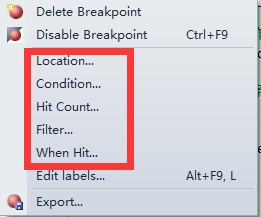 Delete Breakpoint
Disable Breakpoint Ctrl+F9
Location...
Condition...
Hit Count...
Filter...
When Hit...
Edit labels... Alt+F9, L
Export...